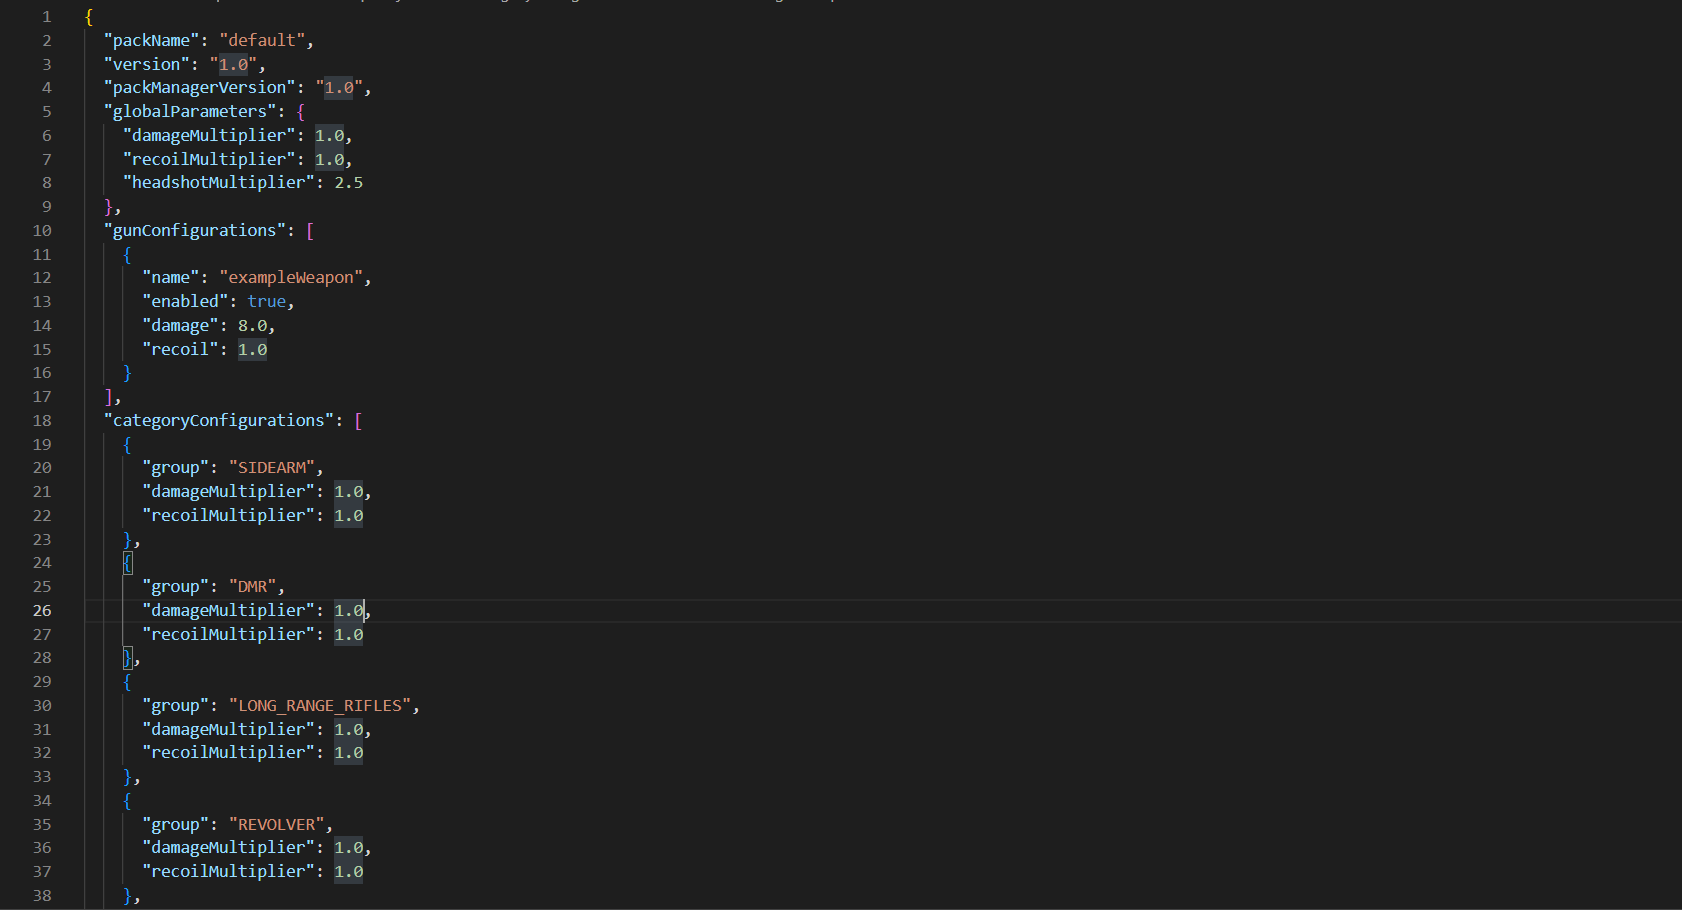 1 {
2 "packName": "default",
3 "version": "1.0",
4 "packManagerVersion": "1.0",
5 "globalParameters": {
6 "damageMultiplier": 1.0,
7 "recoilMultiplier": 1.0,
8 "headshotMultiplier": 2.5
9 },
10 "gunConfigurations": [
11 {
12 "name": "exampleWeapon",
13 "enabled": true,
14 "damage": 8.0,
15 "recoil": 1.0
16 }
17 ],
18 "categoryConfigurations": [
19 {
20 "group": "SIDEARM",
21 "damageMultiplier": 1.0,
22 "recoilMultiplier": 1.0
23 },
24 {
25 "group": "DMR",
26 "damageMultiplier": 1.0,
27 "recoilMultiplier": 1.0
28 },
29 {
30 "group": "LONG_RANGE_RIFLES",
31 "damageMultiplier": 1.0,
32 "recoilMultiplier": 1.0
33 },
34 {
35 "group": "REVOLVER",
36 "damageMultiplier": 1.0,
37 "recoilMultiplier": 1.0
38 },